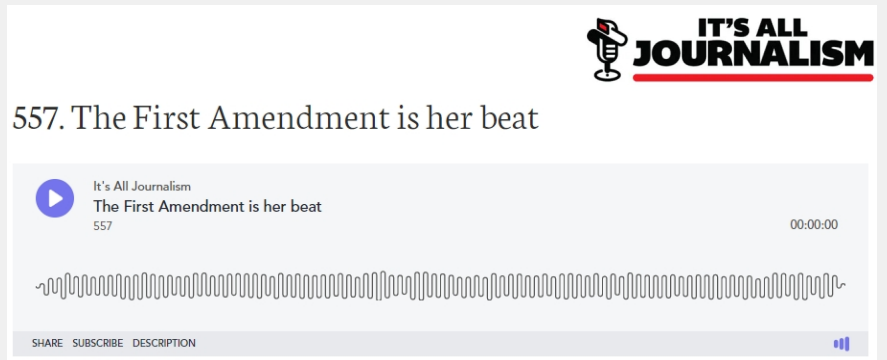 IT'S ALL
JOURNALISM
557. The First Amendment is her beat
It's All Journalism
The First Amendment is her beat
557
00:00:00
SHARE SUBSCRIBE DESCRIPTION